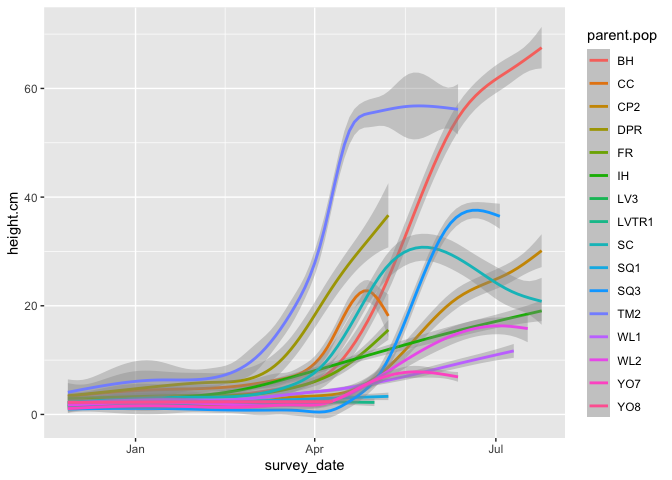 parent.pop
BH
CC
CP2
DPR
FR
IH
LV3
LVTR1
SC
SQ1
SQ3
TM2
WL1
WL2
YO7
YO8
height.cm
60
40
20
0
Jan
Apr
Jul
survey_date